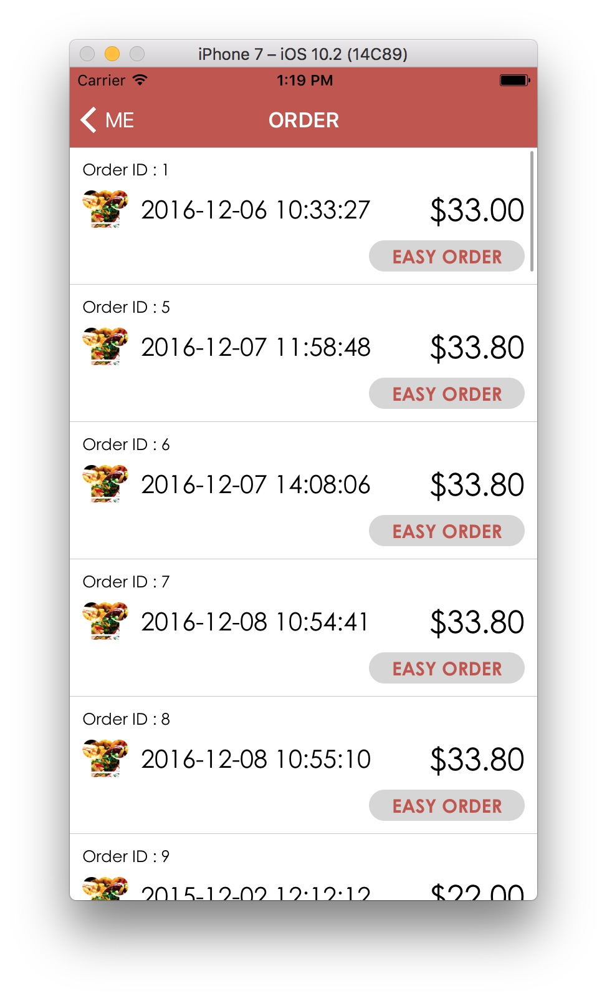 iPhone 7 – iOS 10.2 (14C89)
Carrier 1:19 PM
ME ORDER
Order ID : 1
2016-12-06 10:33:27 $33.00
EASY ORDER
Order ID : 5
2016-12-07 11:58:48 $33.80
EASY ORDER
Order ID : 6
2016-12-07 14:08:06 $33.80
EASY ORDER
Order ID : 7
2016-12-08 10:54:41 $33.80
EASY ORDER
Order ID : 8
2016-12-08 10:55:10 $33.80
EASY ORDER
Order ID : 9
2015-12-02 12:12:12 $22.00